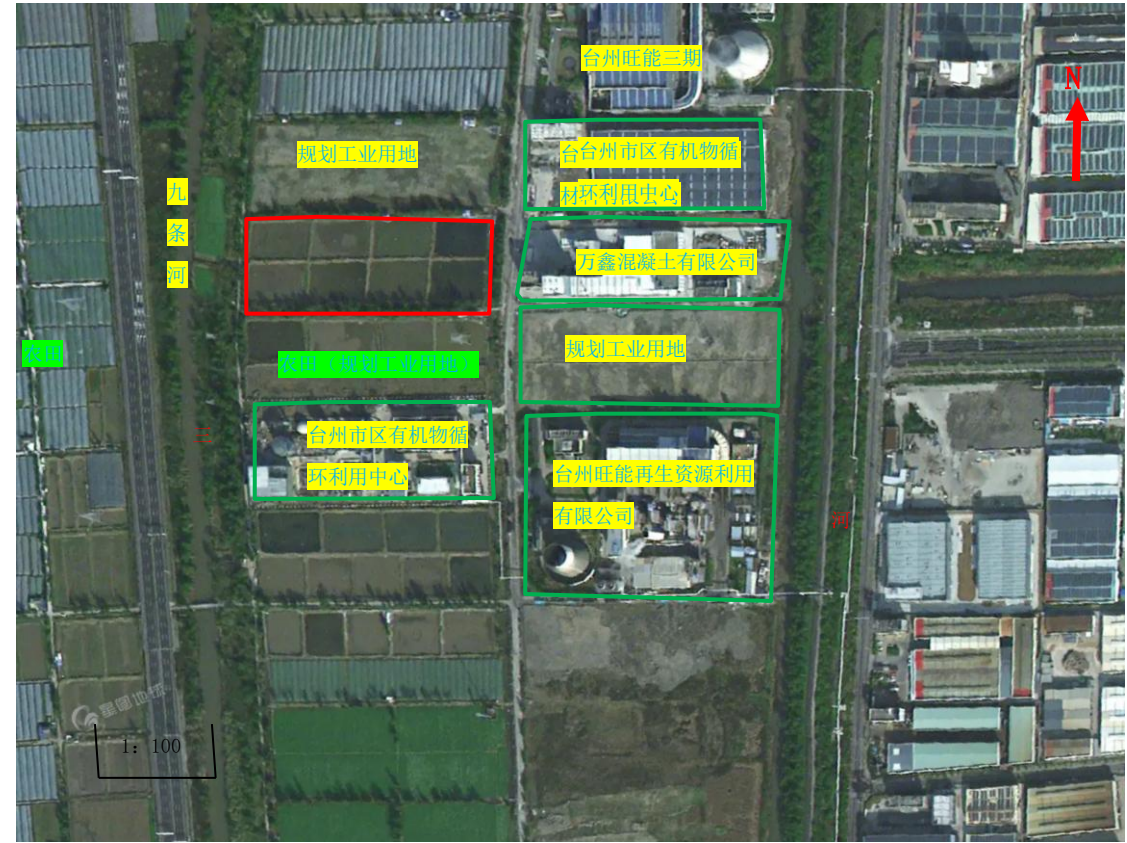 台州旺能三期
N
规划工业用地
台
台州市区有机物循
材
环利用中心
九
条
河
万鑫混凝土有限公司
规划工业用地
农田
农田（规划工业用地）
台州市区有机物循
环利用中心
台州旺能再生资源利用
有限公司
河
星图地球
1: 100